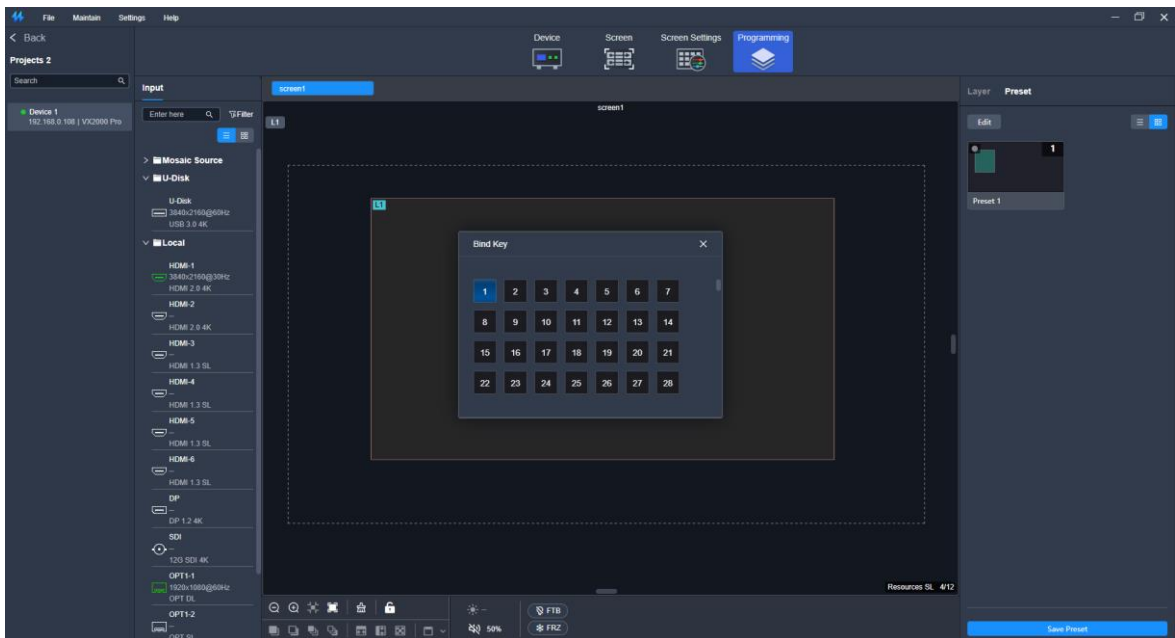 File Maintain Settings Help
Back
Projects 2
Search
Device 1
192.168.0.108 | VX2000 Pro
Device
Screen
Screen Settings
Programming
Input
Enter here
Filter
Mosaic Source
U-Disk
U-Disk
3840x2160@60Hz
USB 3.0 4K
Local
HDMI-1
3840x2160@30Hz
HDMI 2.0 4K
HDMI-2
--
HDMI 2.0 4K
HDMI-3
--
HDMI 1.3 SL
HDMI-4
--
HDMI 1.3 SL
HDMI-5
--
HDMI 1.3 SL
HDMI-6
--
HDMI 1.3 SL
DP
--
DP 1.2 4K
SDI
--
12G SDI 4K
OPT1-1
1920x1080@60Hz
OPT DL
OPT1-2
--
OPT SL
screen1
screen1
L1
L1
Bind Key
1 2 3 4 5 6 7
8 9 10 11 12 13 14
15 16 17 18 19 20 21
22 23 24 25 26 27 28
Resources SL 4/12
--
50%
FTB
FRZ
Layer Preset
Edit
1
Preset 1
Save Preset